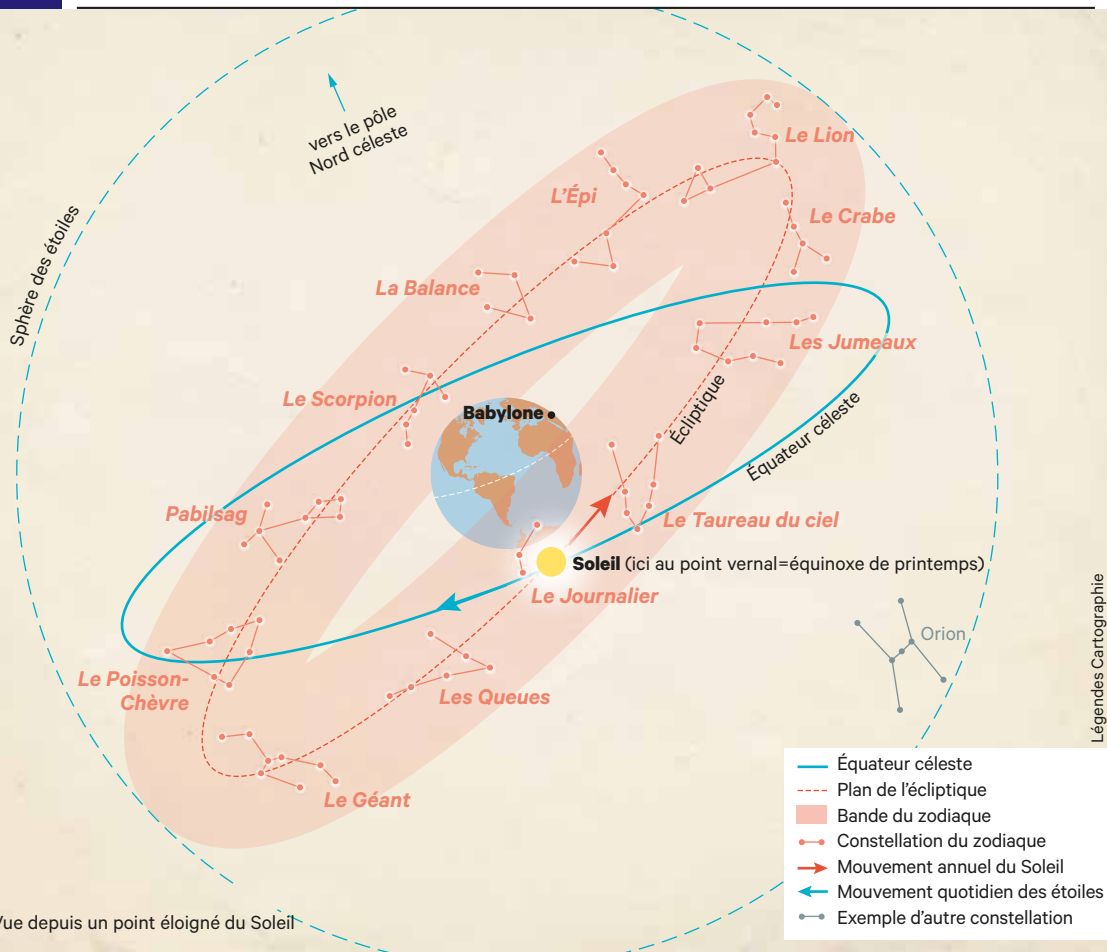 vers le pôle
Nord céleste
Sphère des étoiles
Le Lion
L'Épi
Le Crabe
La Balance
Les Jumeaux
Le Scorpion
Babylone
Écliptique
Équateur céleste
Pabilsag
Le Taureau du ciel
Soleil (ici au point vernal=équinoxe de printemps)
Le Journalier
Orion
Le Poisson-
Chèvre
Les Queues
Le Géant
Légendes Cartographie
Équateur céleste
Plan de l'écliptique
Bande du zodiaque
Constellation du zodiaque
Mouvement annuel du Soleil
Mouvement quotidien des étoiles
Exemple d'autre constellation
Vue depuis un point éloigné du Soleil